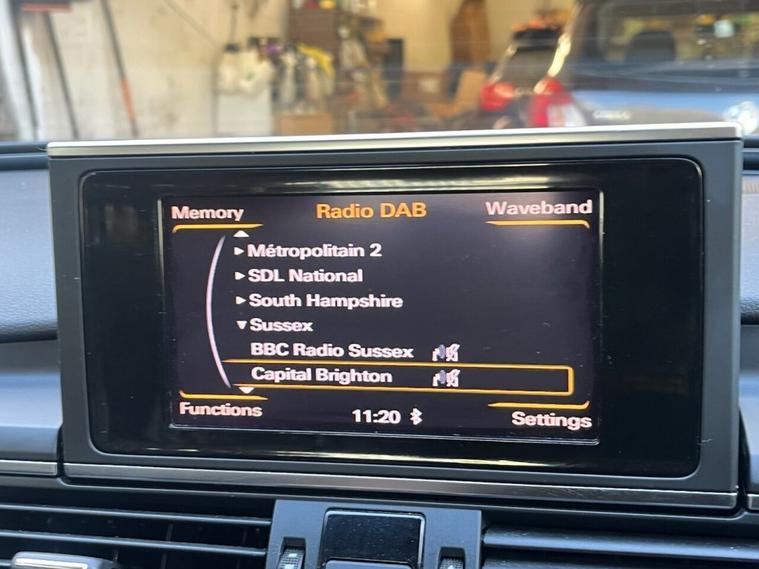 Memory Radio DAB Waveband
Métropolitain 2
SDL National
South Hampshire
Sussex
BBC Radio Sussex
Capital Brighton
Functions 11:20 Settings